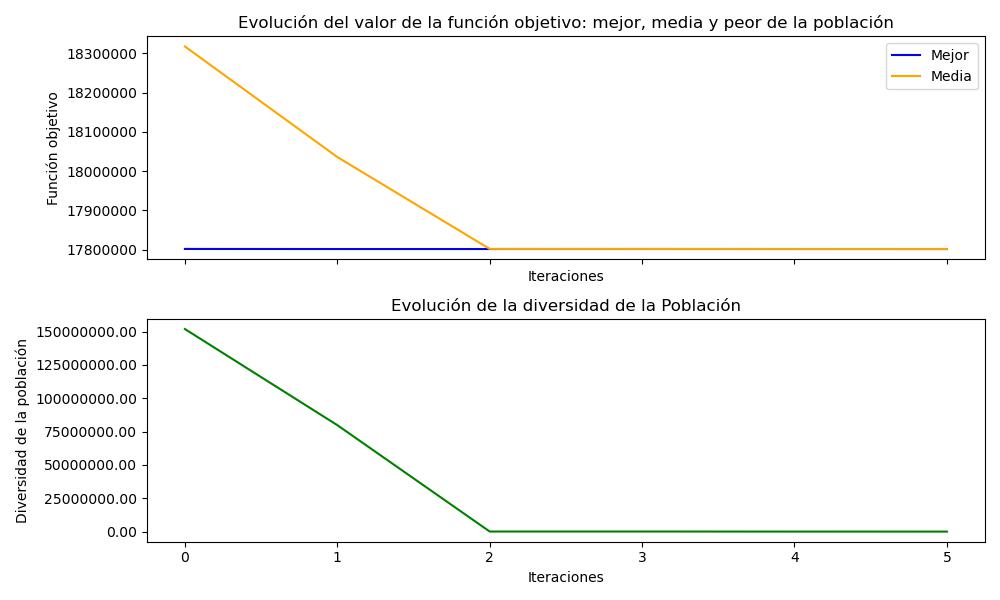 Evolución del valor de la función objetivo: mejor, media y peor de la población
Función objetivo
18300000
18200000
18100000
18000000
17900000
17800000
Mejor
Media
Iteraciones
Evolución de la diversidad de la Población
Diversidad de la población
150000000.00
125000000.00
100000000.00
75000000.00
50000000.00
25000000.00
0.00
0 1 2 3 4 5
Iteraciones